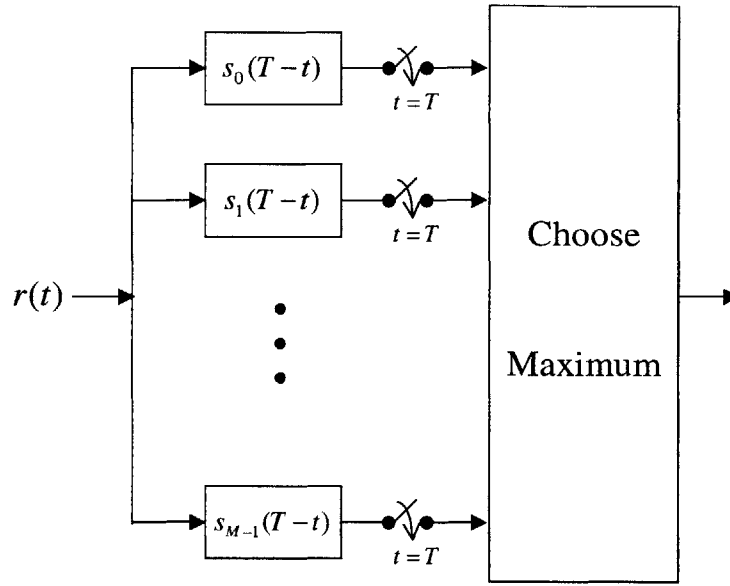 s₀(T−t)
t = T
s₁(T−t)
t = T
Choose
r(t)
Maximum
s_{M−1}(T−t)
t = T